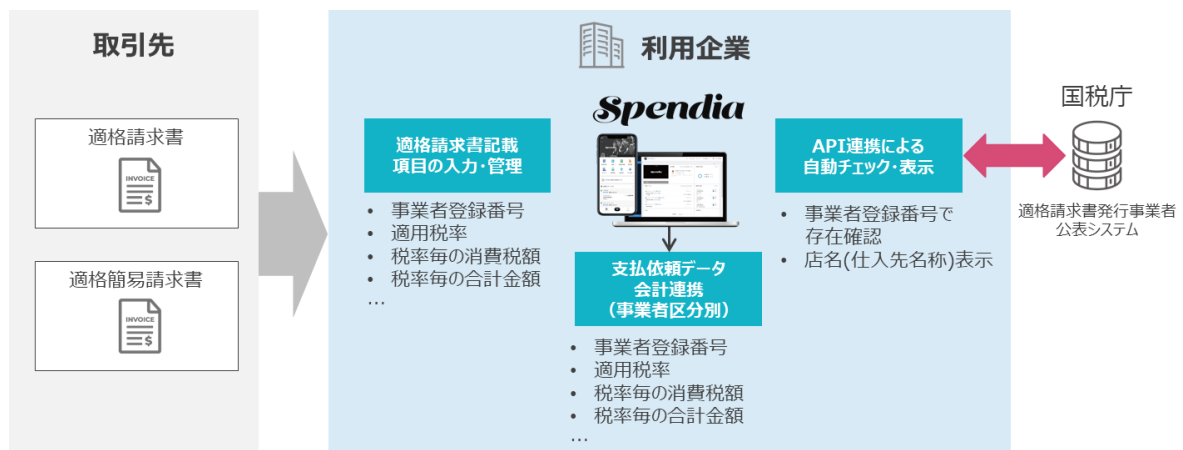 取引先
適格請求書
INVOICE
$
適格簡易請求書
INVOICE
$
利用企業
Spendia
適格請求書記載
項目の入力・管理
• 事業者登録番号
• 適用税率
• 税率毎の消費税額
• 税率毎の合計金額
…
支払依頼データ
会計連携
（事業者区分別）
• 事業者登録番号
• 適用税率
• 税率毎の消費税額
• 税率毎の合計金額
…
API連携による
自動チェック・表示
• 事業者登録番号で
存在確認
• 店名(仕入先名称)表示
国税庁
適格請求書発行事業者
公表システム